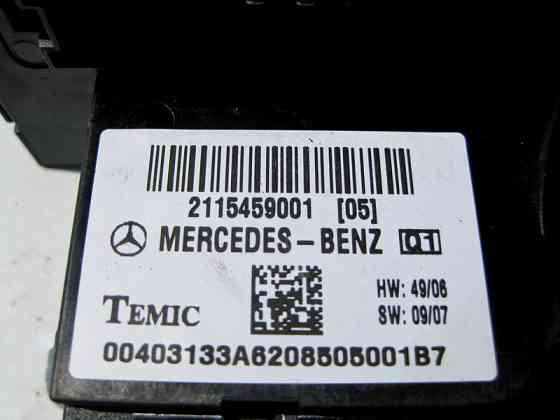 2115459001 [05]
MERCEDES-BENZ Q1
HW: 49/06
SW: 09/07
TEMIC
00403133A6208505001B7